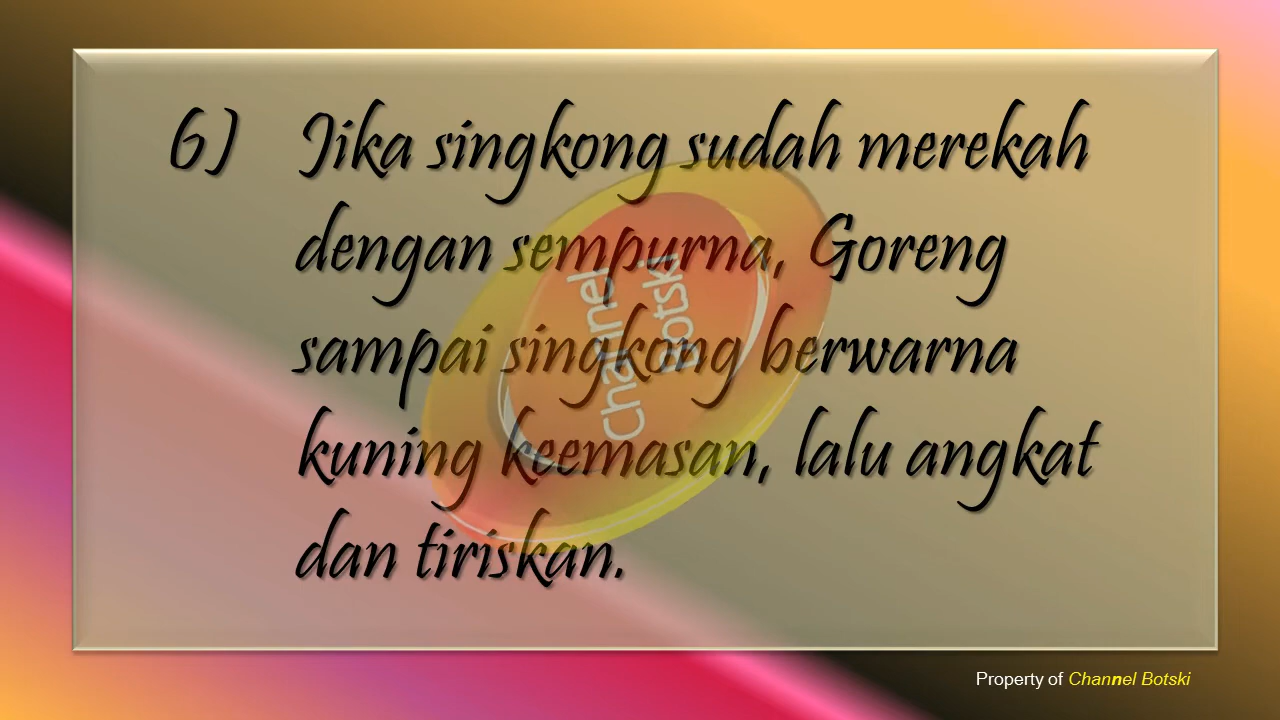 6) Jika singkong sudah merekah
dengan sempurna, Goreng
sampai singkong berwarna
kuning keemasan, lalu angkat
dan tiriskan.
Channel
Botski
Property of Channel Botski